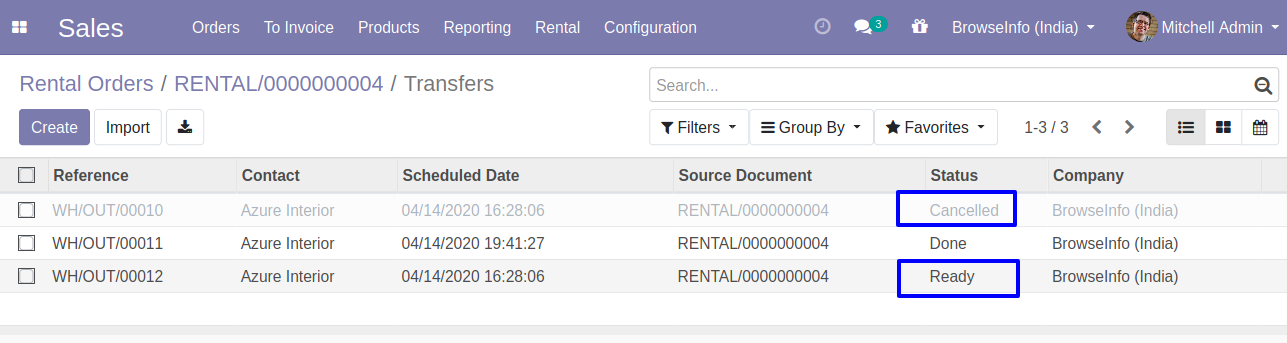 Sales Orders To Invoice Products Reporting Rental Configuration 3 BrowseInfo (India) Mitchell Admin
Rental Orders / RENTAL/0000000004 / Transfers
Search...
Create Import Filters Group By Favorites 1-3 / 3
Reference Contact Scheduled Date Source Document Status Company
WH/OUT/00010 Azure Interior 04/14/2020 16:28:06 RENTAL/0000000004 Cancelled BrowseInfo (India)
WH/OUT/00011 Azure Interior 04/14/2020 19:41:27 RENTAL/0000000004 Done BrowseInfo (India)
WH/OUT/00012 Azure Interior 04/14/2020 16:28:06 RENTAL/0000000004 Ready BrowseInfo (India)